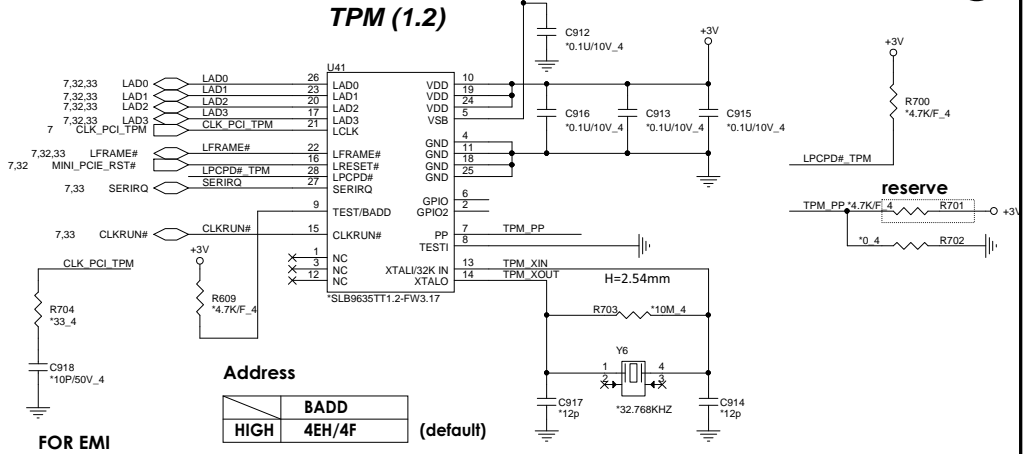 TPM (1.2)
C912
*0.1U/10V_4
+3V
+3V
U41
7,32,33 LAD0 LAD0 26 LAD0 VDD 10
7,32,33 LAD1 LAD1 23 LAD1 VDD 19
7,32,33 LAD2 LAD2 20 LAD2 VDD 24
7,32,33 LAD3 LAD3 17 LAD3 VSB 5
7 CLK_PCI_TPM CLK_PCI_TPM 21 LCLK
C916 C913 C915
*0.1U/10V_4 *0.1U/10V_4 *0.1U/10V_4
R700
*4.7K/F_4
GND 4
7,32,33 LFRAME# LFRAME# 22 LFRAME# GND 11
7,32 MINI_PCIE_RST# 16 LRESET# GND 18
LPCPD#_TPM 28 LPCPD# GND 25
7,33 SERIRQ SERIRQ 27 SERIRQ
LPCPD#_TPM
reserve
GPIO 6
9 TEST/BADD GPIO2 2
TPM_PP *4.7K/F_4 R701 +3V
7,33 CLKRUN# CLKRUN# 15 CLKRUN# PP 7 TPM_PP
TESTI 8
*0_4 R702
+3V
1 NC
3 NC XTALI/32K IN 13 TPM_XIN
12 NC XTALO 14 TPM_XOUT
H=2.54mm
CLK_PCI_TPM
*SLB9635TT1.2-FW3.17
R609
*4.7K/F_4
R704
*33_4
R703 *10M_4
Y6
1 4
2 3
C918
*10P/50V_4
C917
*12p
*32.768KHZ
C914
*12p
Address
BADD
HIGH 4EH/4F (default)
FOR EMI